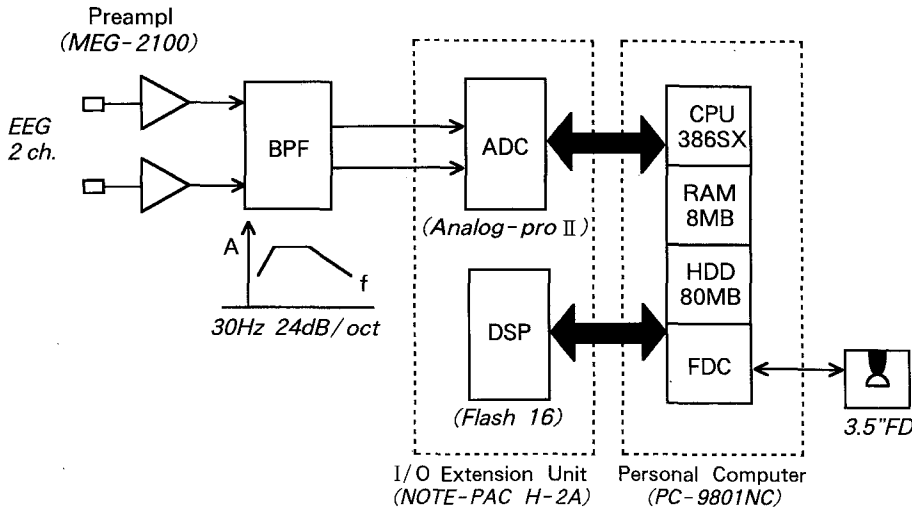 Preampl
(MEG-2100)
EEG
2 ch.
BPF
A
f
30Hz 24dB/oct
ADC
(Analog-pro II)
DSP
(Flash 16)
I/O Extension Unit
(NOTE-PAC H-2A)
CPU
386SX
RAM
8MB
HDD
80MB
FDC
Personal Computer
(PC-9801NC)
3.5"FD